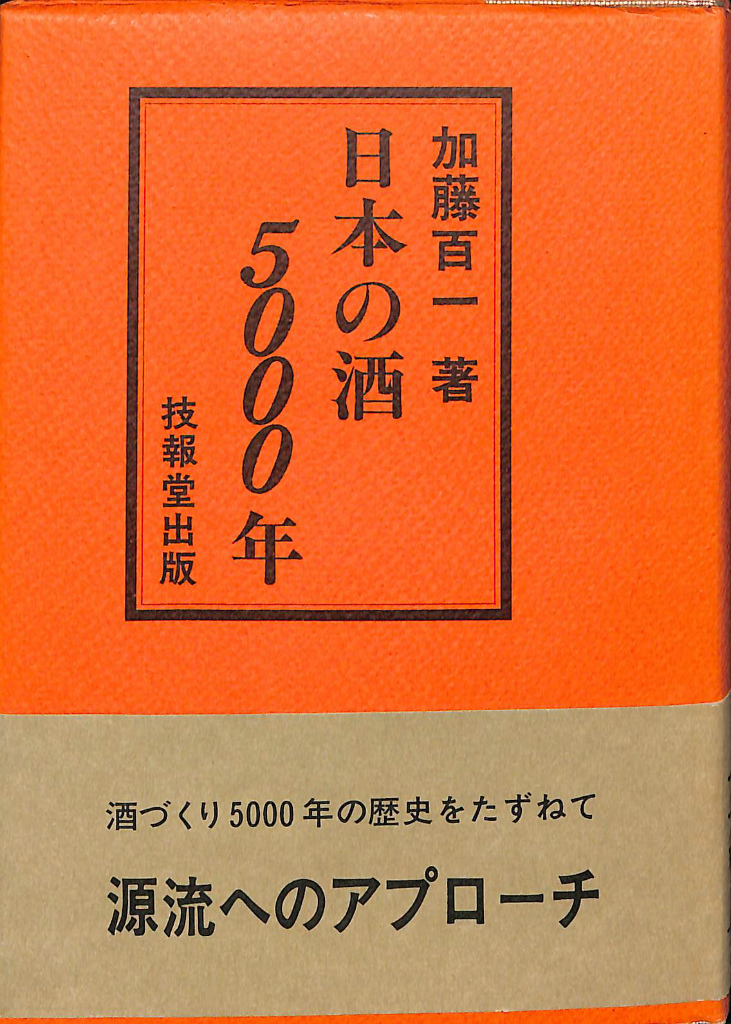 加藤百一 著
日本の酒
5000年
技報堂出版
酒づくり5000年の歴史をたずねて
源流へのアプローチ